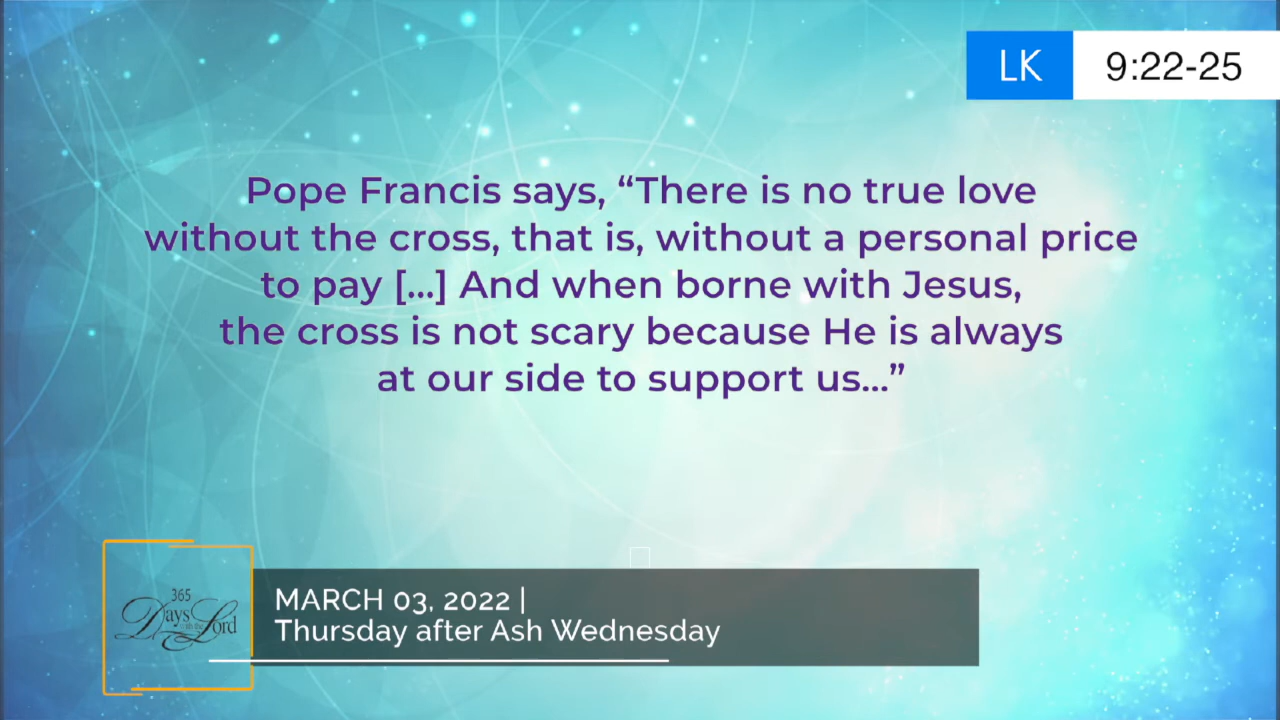 LK 9:22-25
Pope Francis says, “There is no true love
without the cross, that is, without a personal price
to pay [...] And when borne with Jesus,
the cross is not scary because He is always
at our side to support us...”
365
Days with the Lord
MARCH 03, 2022 |
Thursday after Ash Wednesday